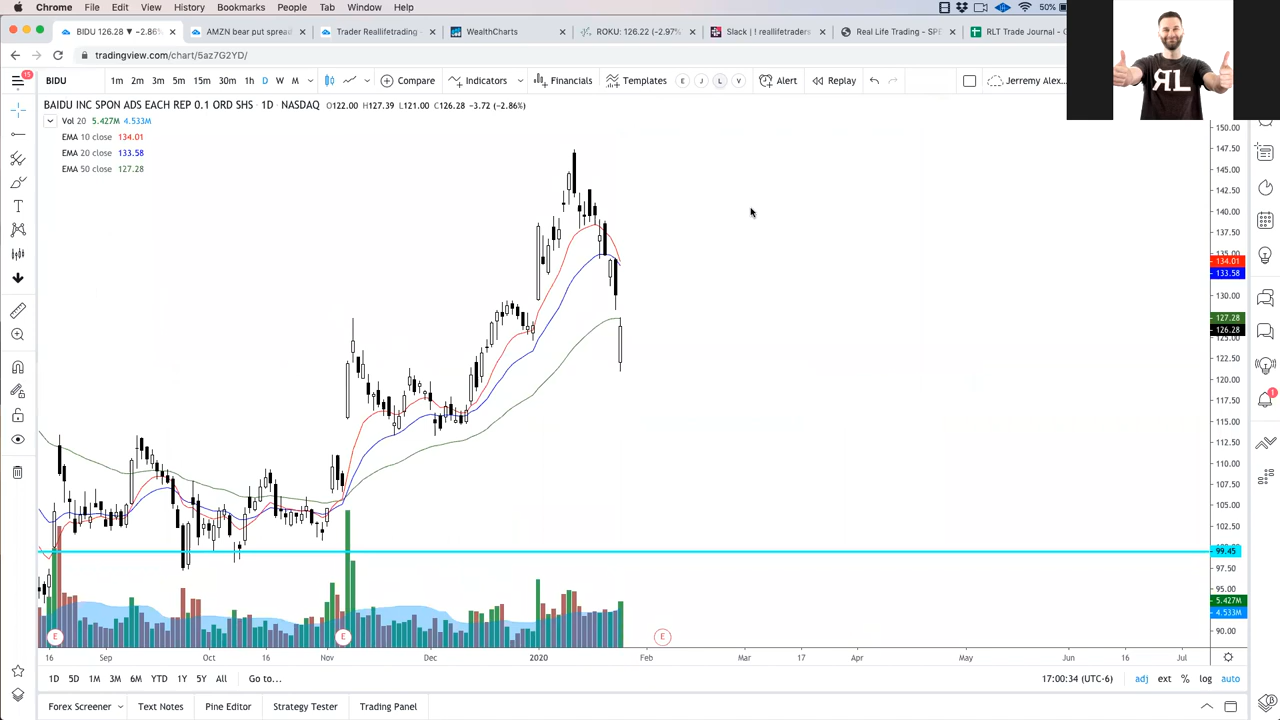 Chrome File Edit View History Bookmarks People Tab Window Help 50%
BIDU 126.28 ▼ −2.86% AMZN bear put spread Trader Reallifetrading - WealthCharts ROKU: 126.22 (−2.97% Slack | ! reallifetraders Real Life Trading - SPE RLT Trade Journal - G
tradingview.com/chart/5az7G2YD/
15 BIDU 1m 2m 3m 5m 15m 30m 1h D W M Compare Indicators Financials Templates E J L V Alert Replay Jeremy Alex...
RL
BAIDU INC SPON ADS EACH REP 0.1 ORD SHS · 1D · NASDAQ O122.00 H127.39 L121.00 C126.28 −3.72 (−2.86%)
Vol 20 5.427M 4.533M
EMA 10 close 134.01
EMA 20 close 133.58
EMA 50 close 127.28
150.00
147.50
145.00
142.50
140.00
137.50
135.00
134.01
133.58
130.00
127.28
126.28
125.00
122.50
120.00
117.50
115.00
112.50
110.00
107.50
105.00
102.50
99.45
97.50
95.00
5.427M
4.533M
90.00
1
E E E
16 Sep Oct 16 Nov Dec 2020 Feb Mar 17 Apr May Jun 16 Jul
1D 5D 1M 3M 6M YTD 1Y 5Y All Go to... 17:00:34 (UTC-6) adj ext % log auto
Forex Screener Text Notes Pine Editor Strategy Tester Trading Panel